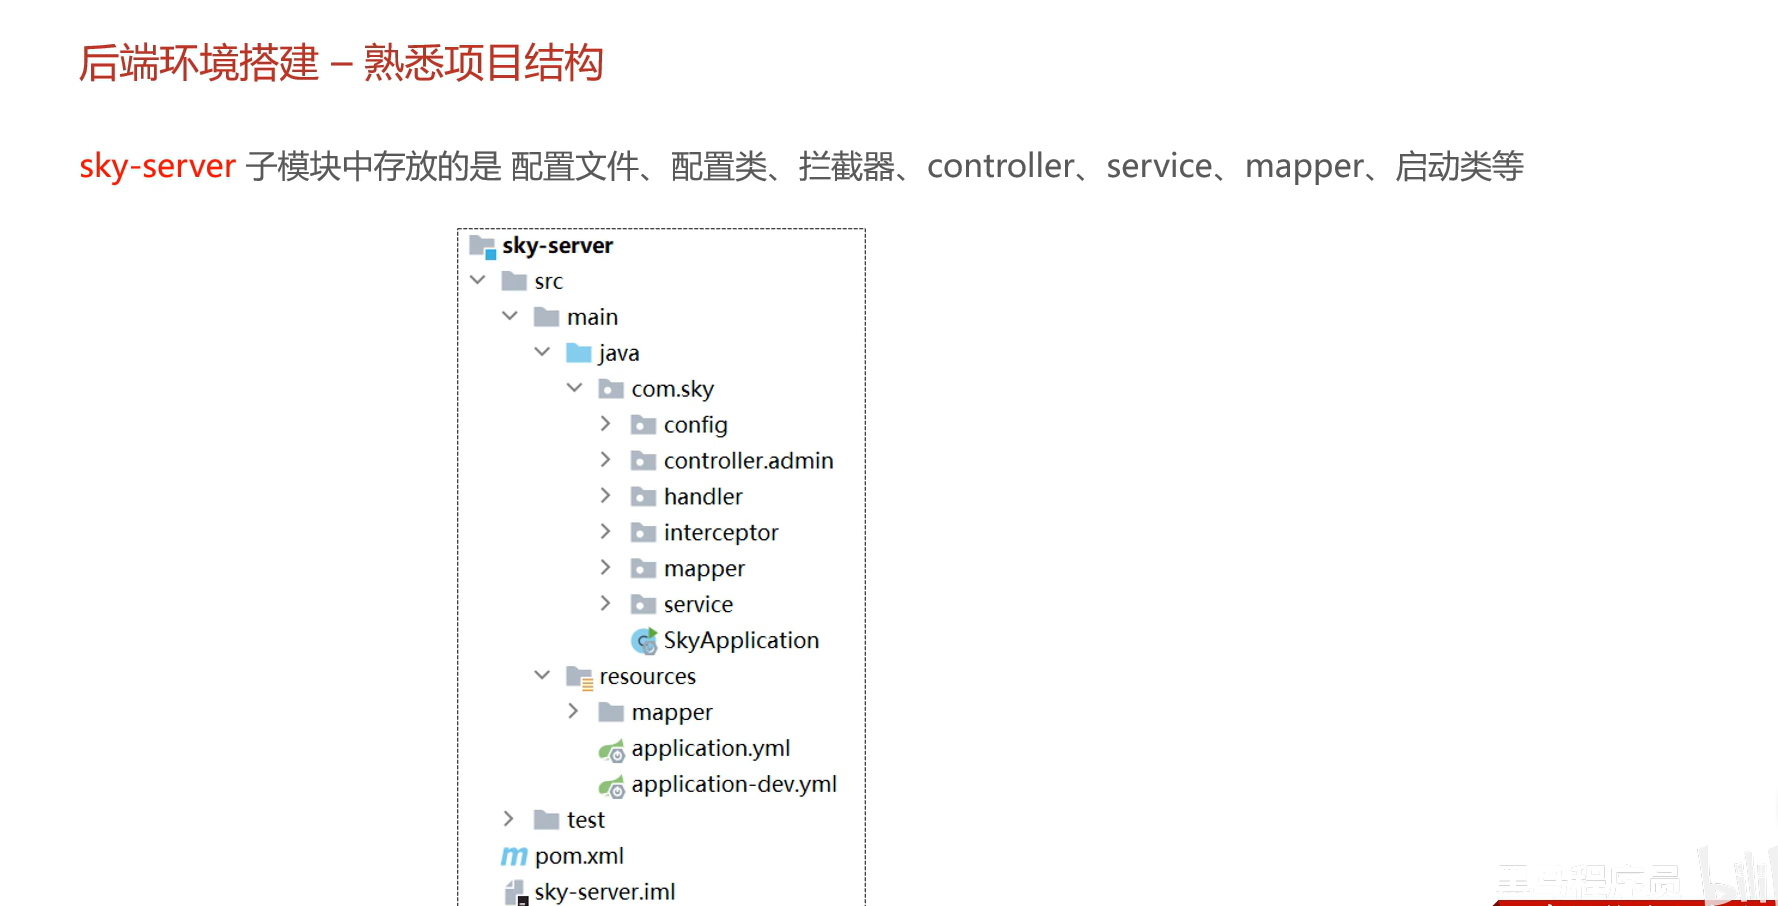 后端环境搭建 – 熟悉项目结构
sky-server 子模块中存放的是 配置文件、配置类、拦截器、controller、service、mapper、启动类等
sky-server
src
main
java
com.sky
config
controller.admin
handler
interceptor
mapper
service
SkyApplication
resources
mapper
application.yml
application-dev.yml
test
pom.xml
sky-server.iml